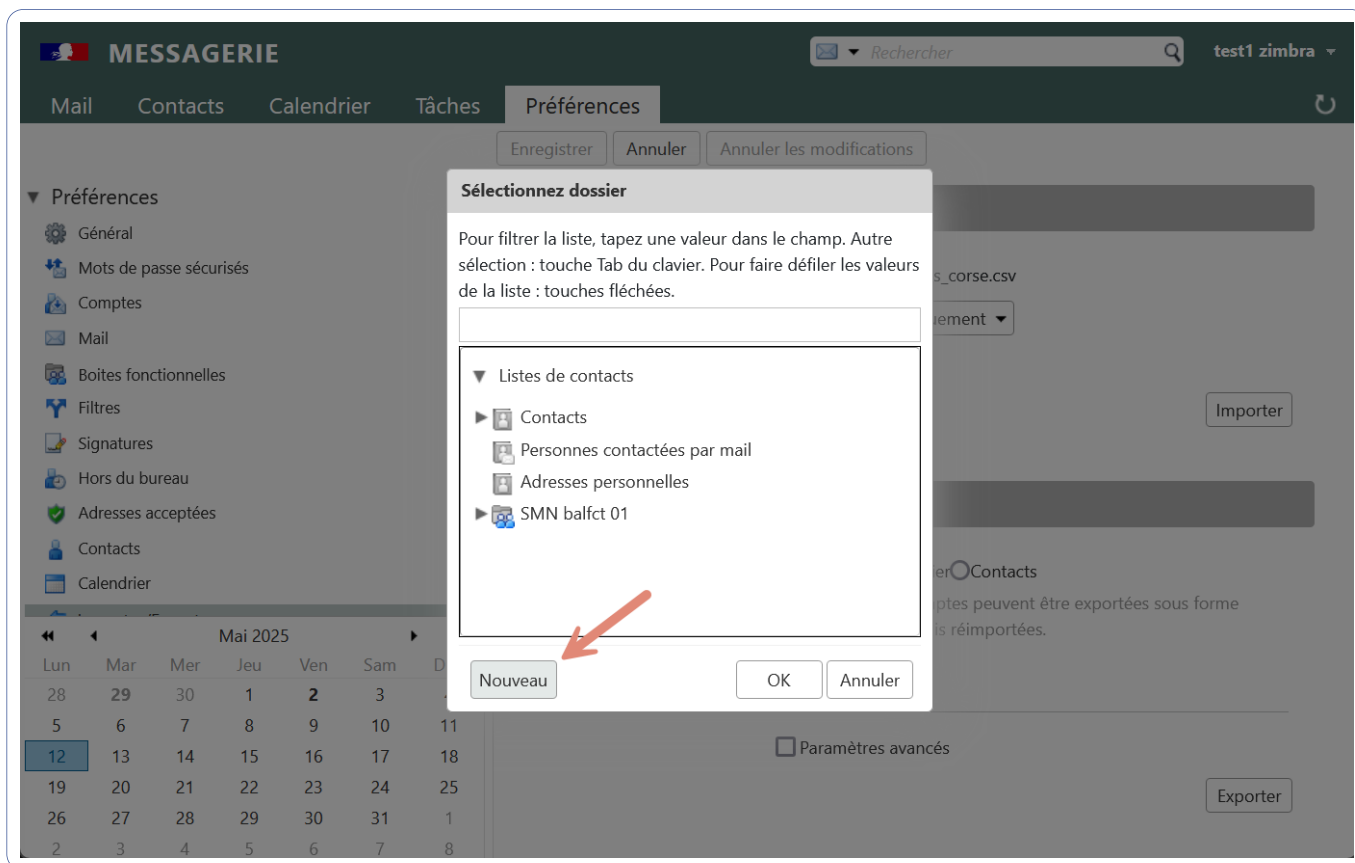 MESSAGERIE
Rechercher
test1 zimbra
Mail Contacts Calendrier Tâches Préférences
Enregistrer Annuler Annuler les modifications
Préférences
Général
Mots de passe sécurisés
Comptes
Mail
Boites fonctionnelles
Filtres
Signatures
Hors du bureau
Adresses acceptées
Contacts
Calendrier
Mai 2025
Lun Mar Mer Jeu Ven Sam D
28 29 30 1 2 3
5 6 7 8 9 10 11
12 13 14 15 16 17 18
19 20 21 22 23 24 25
26 27 28 29 30 31 1
2 3 4 5 6 7 8
Sélectionnez dossier
Pour filtrer la liste, tapez une valeur dans le champ. Autre
sélection : touche Tab du clavier. Pour faire défiler les valeurs
de la liste : touches fléchées.
Listes de contacts
Contacts
Personnes contactées par mail
Adresses personnelles
SMN balfct 01
Nouveau OK Annuler
s_corse.csv
uement
Importer
er Contacts
ptes peuvent être exportées sous forme
is réimportées.
Paramètres avancés
Exporter